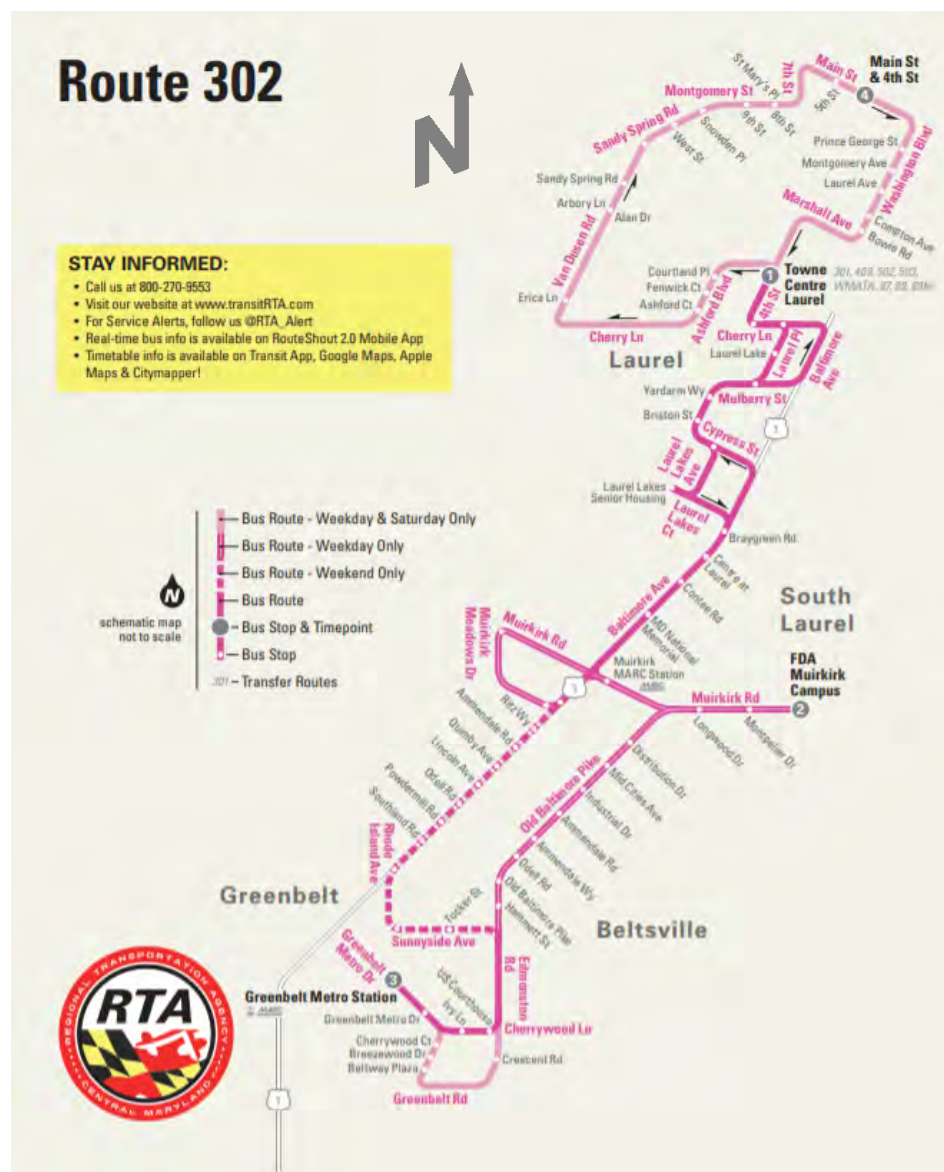 Route 302
N
STAY INFORMED:
• Call us at 800-270-9553
• Visit our website at www.transitRTA.com
• For Service Alerts, follow us @RTA_Alert
• Real-time bus info is available on RouteShout 2.0 Mobile App
• Timetable info is available on Transit App, Google Maps, Apple
Maps & Citymapper!
Main St
& 4th St
4
Main St
5th St
7th St
St Mary's Pl
8th St
9th St
Montgomery St
Snowden Pl
West St
Sandy Spring Rd
Prince George St
Montgomery Ave
Laurel Ave
Washington Blvd
Compton Ave
Bowie Rd
Marshall Ave
Sandy Spring Rd
Arbory Ln
Alan Dr
Van Dusen Rd
Erica Ln
Cherry Ln
Courtland Pl
Fenwick Ct
Ashford Ct
Ashford Blvd
1
Towne
Centre
Laurel
4th St
Laurel
Cherry Ln
Laurel Lake
Laurel Pl
Baltimore
Ave
Mulberry St
1
Yardarm Wy
Briston St
Cypress St
Laurel
Lakes
Ave
Laurel Lakes
Senior Housing
Laurel
Lakes
Ct
Braygreen Rd
Centre at
Laurel
Contee Rd
Baltimore Ave
MD National
Memorial
South
Laurel
Bus Route - Weekday & Saturday Only
Bus Route - Weekday Only
Bus Route - Weekend Only
Bus Route
Bus Stop & Timepoint
Bus Stop
301 – Transfer Routes
N
schematic map
not to scale
Muirkirk
Meadows Dr
Muirkirk Rd
Muirkirk
MARC Station
MARC
FDA
Muirkirk
Campus
2
Muirkirk Rd
Longwood Dr
Montpelier Dr
1
Ritz Wy
Ammendale Rd
Quimby Ave
Lincoln Ave
Odell Rd
Powdermill Rd
Southland Rd
Rhode
Island Ave
Distribution Dr
Mid Cities Ave
Industrial Dr
Old Baltimore Pike
Ammandale Rd
Ammendale Wy
Odell Rd
Old Baltimore Pike
Hammett St
Greenbelt
Tucker St
Sunnyside Ave
Beltsville
Edmonston
Rd
Greenbelt
Metro Dr
3
Greenbelt Metro Station
MARC
US Courthouse
Ivy Ln
Greenbelt Metro Dr
Cherrywood Ln
Cherrywood Ct
Breezewood Dr
Beltway Plaza
Crescent Rd
Greenbelt Rd
1
REGIONAL TRANSPORTATION AGENCY
RTA
CENTRAL MARYLAND